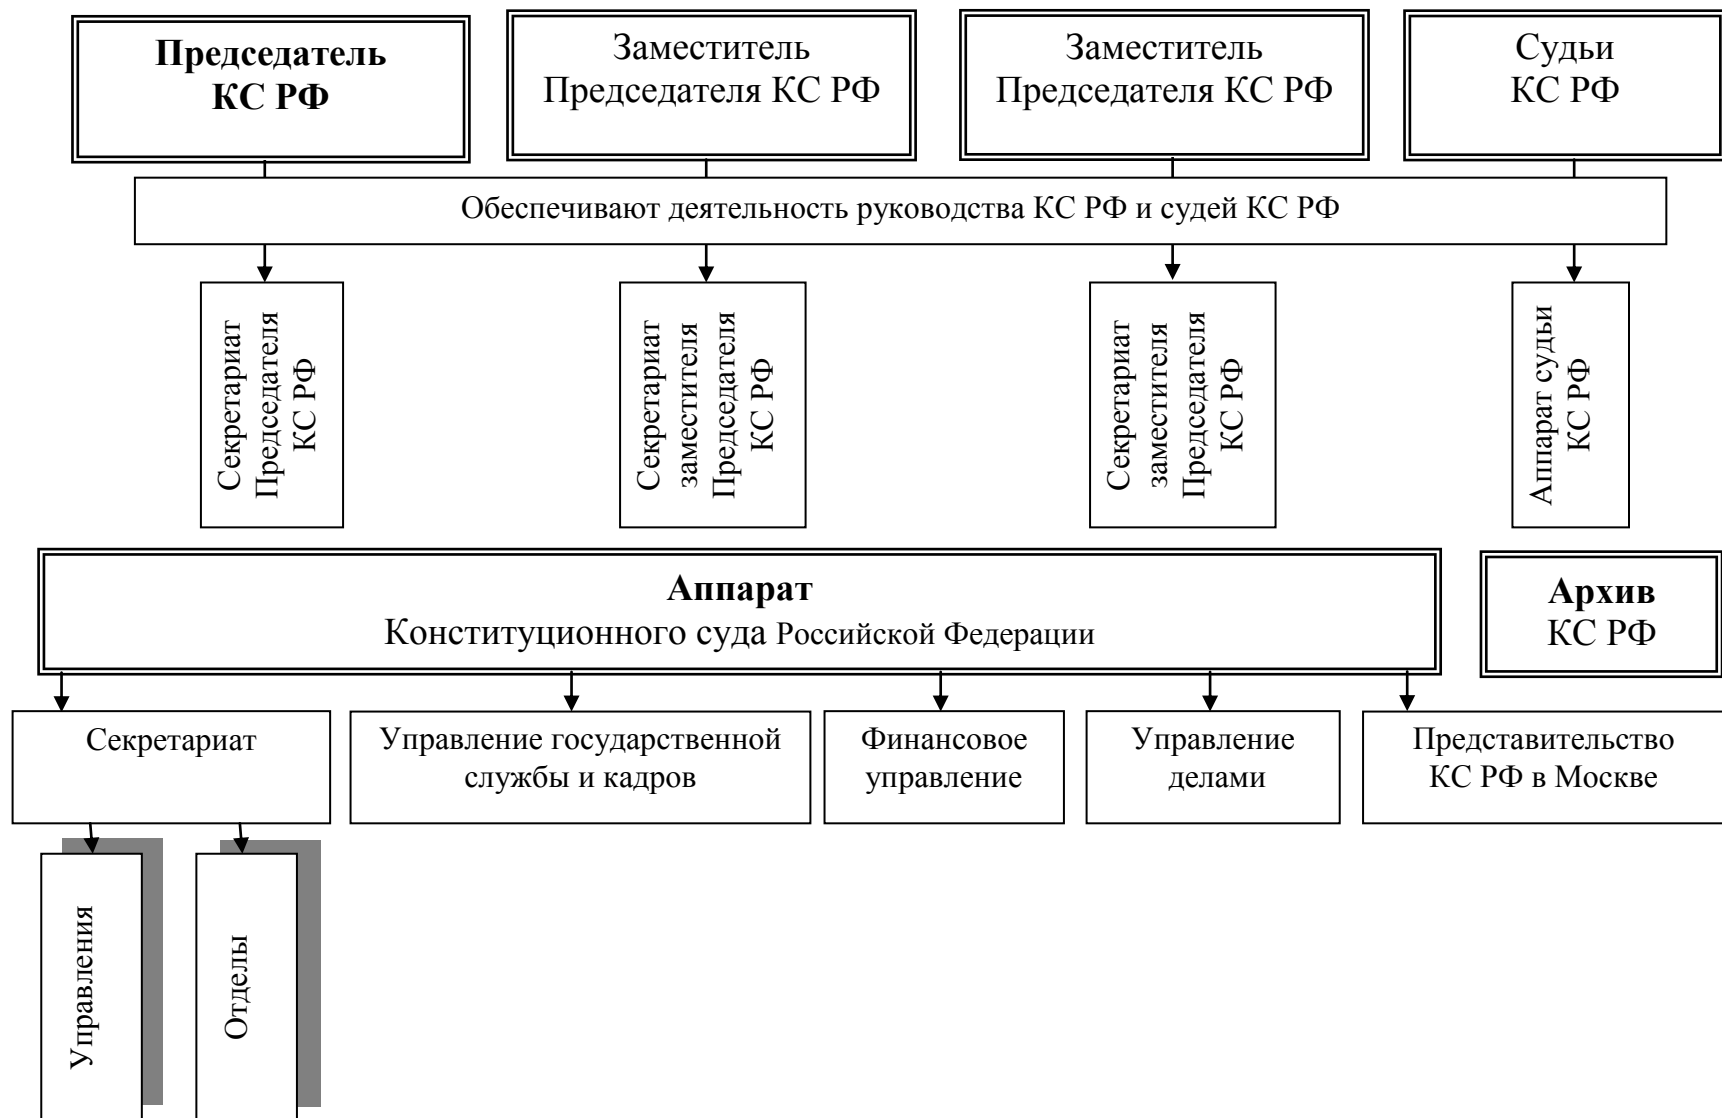 Председатель
КС РФ
Заместитель
Председателя КС РФ
Заместитель
Председателя КС РФ
Судьи
КС РФ
Обеспечивают деятельность руководства КС РФ и судей КС РФ
Секретариат
Председателя
КС РФ
Секретариат
заместителя
Председателя
КС РФ
Секретариат
заместителя
Председателя
КС РФ
Аппарат судьи
КС РФ
Аппарат
Конституционного суда Российской Федерации
Архив
КС РФ
Секретариат
Управление государственной
службы и кадров
Финансовое
управление
Управление
делами
Представительство
КС РФ в Москве
Управления
Отделы